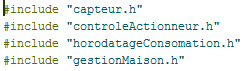 #include "capteur.h"
#include "controleActionneur.h"
#include "horodatageConsomation.h"
#include "gestionMaison.h"